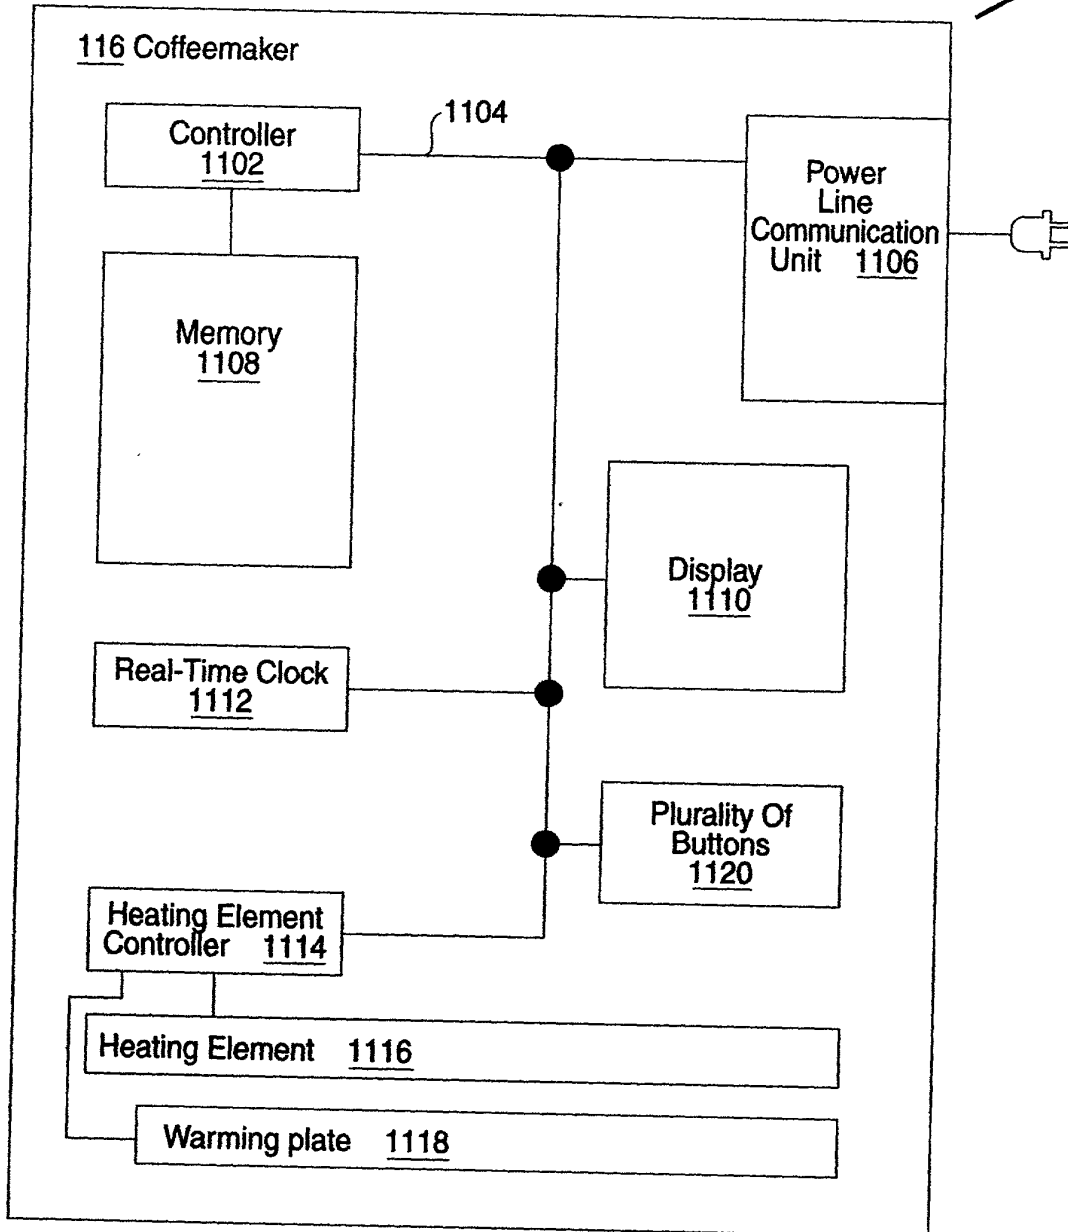 116 Coffeemaker
Controller
1102
1104
Power
Line
Communication
Unit 1106
Memory
1108
Display
1110
Real-Time Clock
1112
Plurality Of
Buttons
1120
Heating Element
Controller 1114
Heating Element 1116
Warming plate 1118